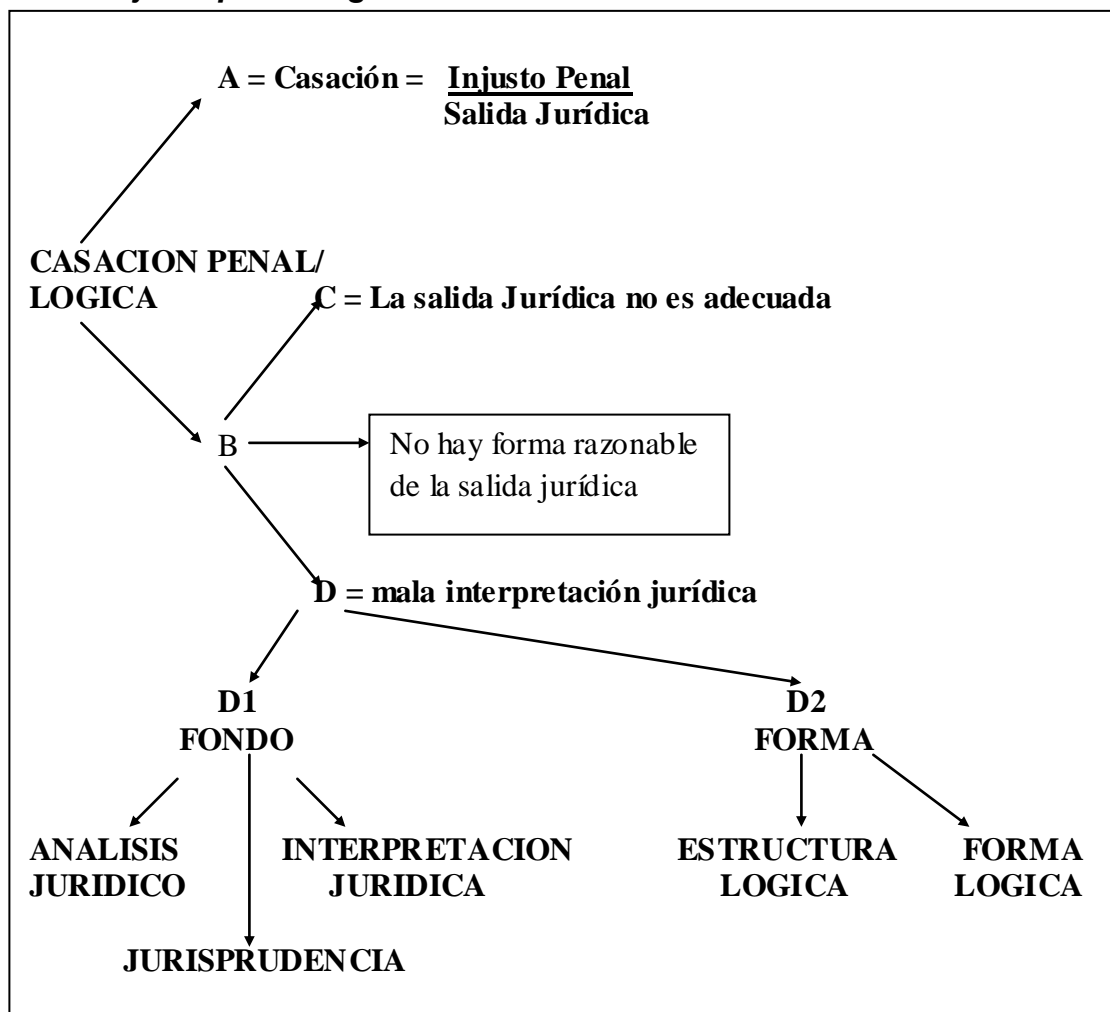 A = Casación = Injusto Penal
Salida Jurídica
CASACION PENAL/
LOGICA
C = La salida Jurídica no es adecuada
B
No hay forma razonable
de la salida jurídica
D = mala interpretación jurídica
D1
FONDO
D2
FORMA
ANALISIS
JURIDICO
INTERPRETACION
JURIDICA
ESTRUCTURA
LOGICA
FORMA
LOGICA
JURISPRUDENCIA